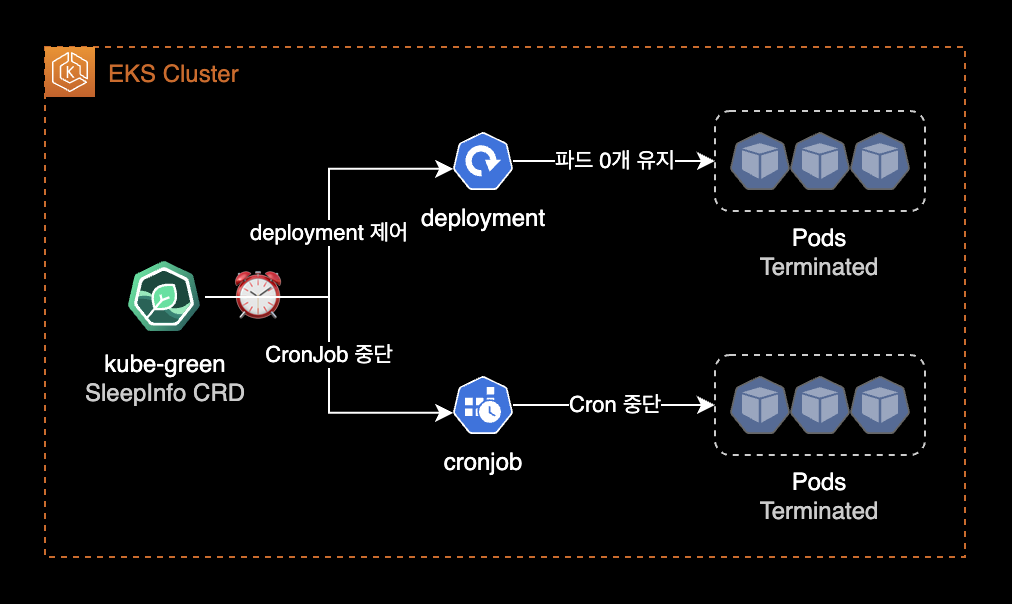 EKS Cluster
파드 0개 유지
deployment
deployment 제어
Pods
Terminated
kube-green
SleepInfo CRD
CronJob 중단
Cron 중단
cronjob
Pods
Terminated